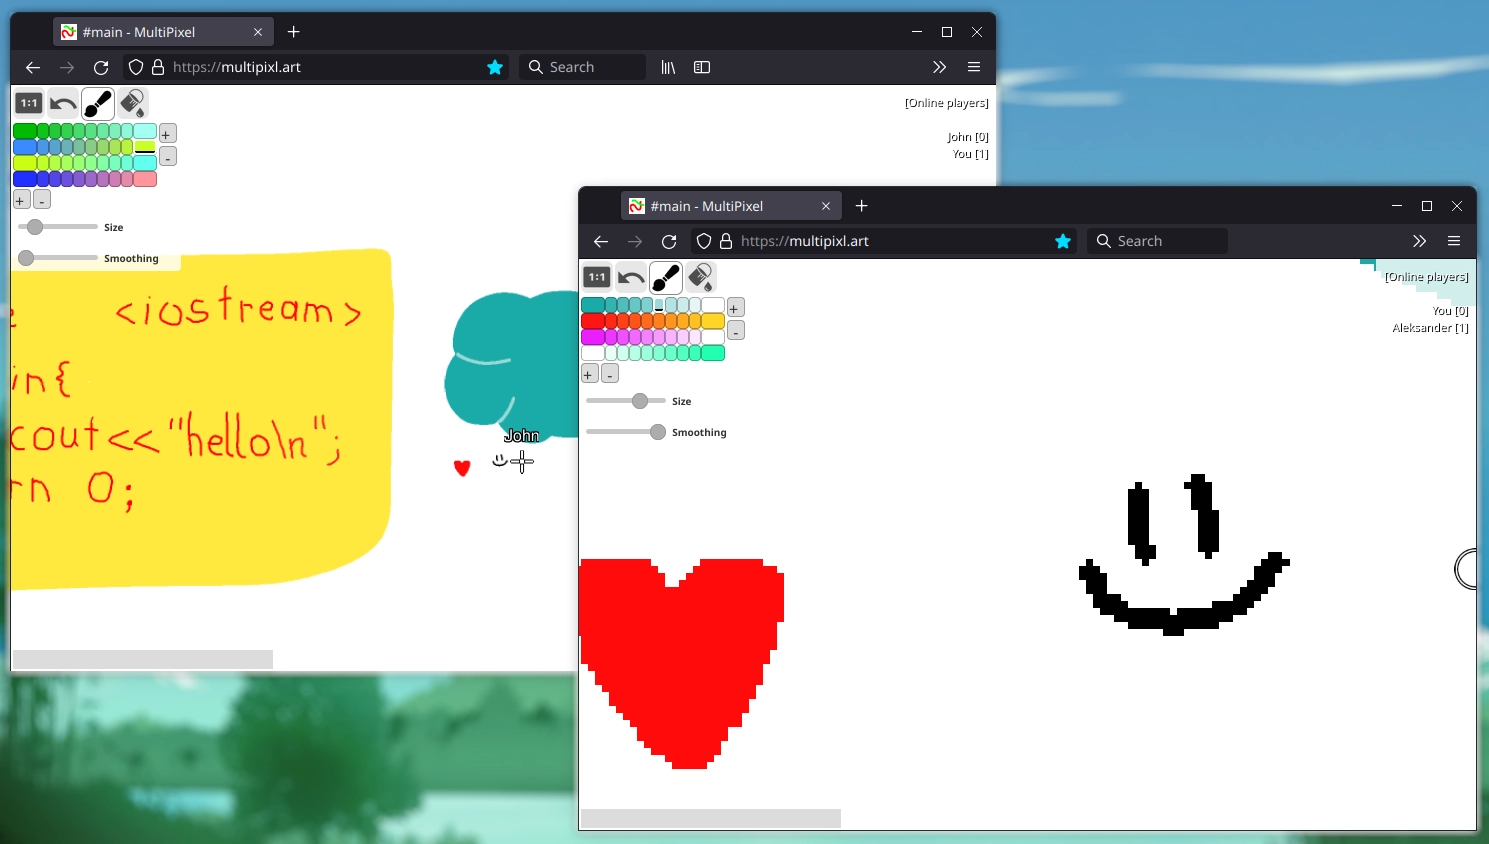 #main - MultiPixel
https://multipixl.art
Search
1:1
[Online players]
John [0]
You [1]
+
-
+ -
Size
Smoothing
<iostream>
in{
cout<<"hello\n";
rn 0;
John
#main - MultiPixel
https://multipixl.art
Search
1:1
[Online players]
You [0]
Aleksander [1]
+
-
+ -
Size
Smoothing